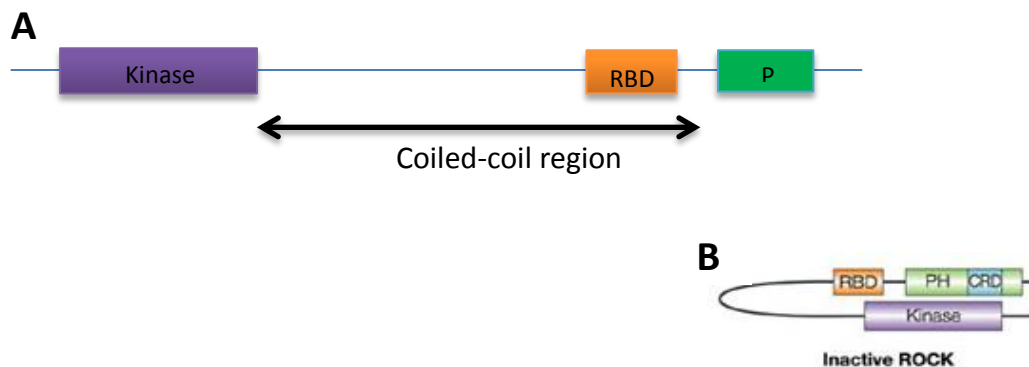 A
Kinase
RBD
P
Coiled-coil region
B
RBD
PH
CRD
Kinase
Inactive ROCK